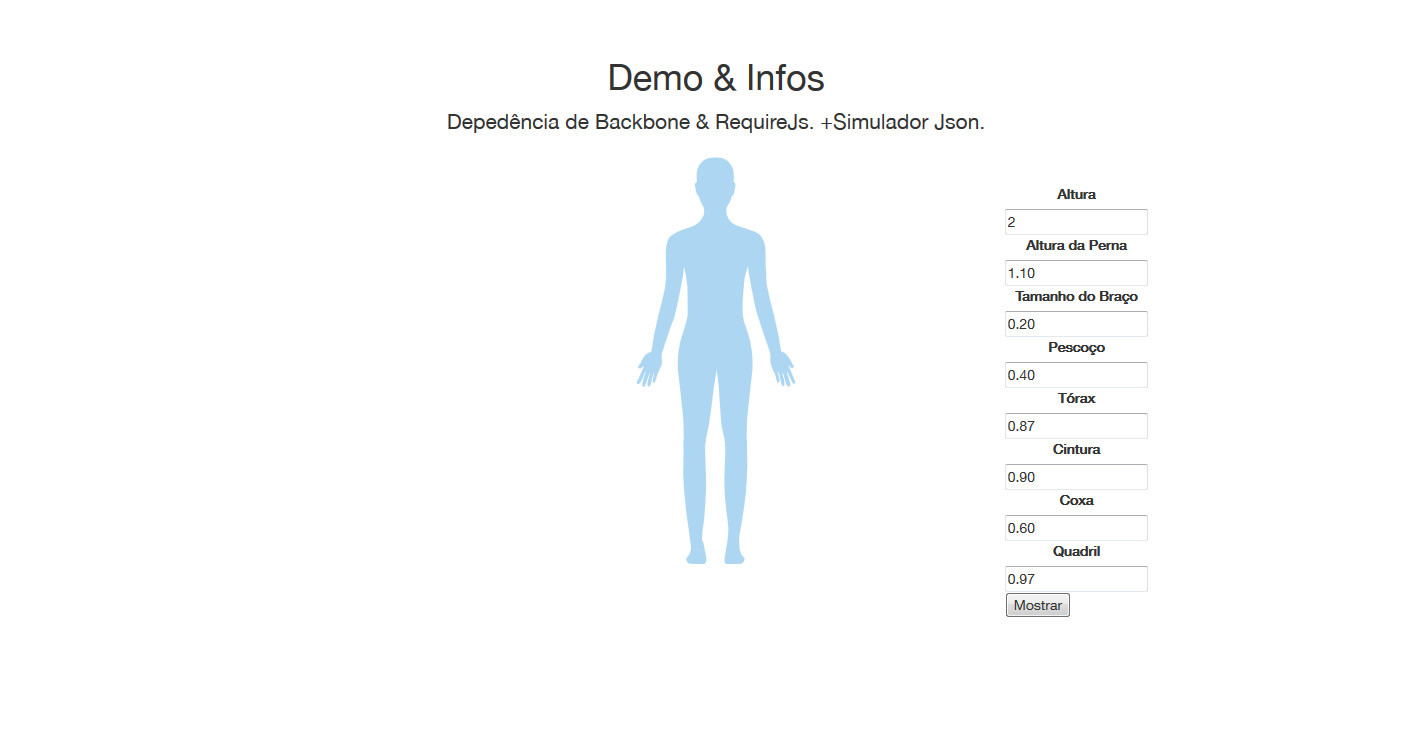 Demo & Infos
Depedência de Backbone & RequireJs. +Simulador Json.
Altura
2
Altura da Perna
1.10
Tamanho do Braço
0.20
Pescoço
0.40
Tórax
0.87
Cintura
0.90
Coxa
0.60
Quadril
0.97
Mostrar